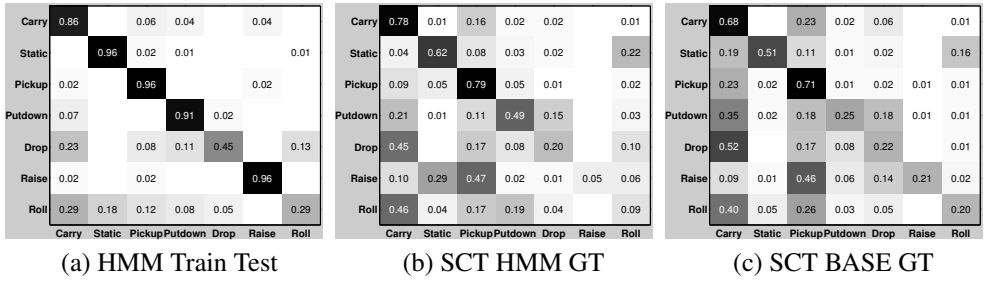 Carry 0.86 0.06 0.04 0.04
Static 0.96 0.02 0.01 0.01
Pickup 0.02 0.96 0.02
Putdown 0.07 0.91 0.02
Drop 0.23 0.08 0.11 0.45 0.13
Raise 0.02 0.02 0.96
Roll 0.29 0.18 0.12 0.08 0.05 0.29
Carry Static Pickup Putdown Drop Raise Roll
(a) HMM Train Test
Carry 0.78 0.01 0.16 0.02 0.02 0.01
Static 0.04 0.62 0.08 0.03 0.02 0.22
Pickup 0.09 0.05 0.79 0.05 0.01 0.02
Putdown 0.21 0.01 0.11 0.49 0.15 0.03
Drop 0.45 0.17 0.08 0.20 0.10
Raise 0.10 0.29 0.47 0.02 0.01 0.05 0.06
Roll 0.46 0.04 0.17 0.19 0.04 0.09
Carry Static Pickup Putdown Drop Raise Roll
(b) SCT HMM GT
Carry 0.68 0.23 0.02 0.06 0.01
Static 0.19 0.51 0.11 0.01 0.02 0.16
Pickup 0.23 0.71 0.01 0.02 0.01 0.01
Putdown 0.35 0.02 0.18 0.25 0.18 0.01 0.01
Drop 0.52 0.17 0.08 0.22 0.01
Raise 0.09 0.01 0.46 0.06 0.14 0.21 0.02
Roll 0.40 0.05 0.26 0.03 0.05 0.20
Carry Static Pickup Putdown Drop Raise Roll
(c) SCT BASE GT